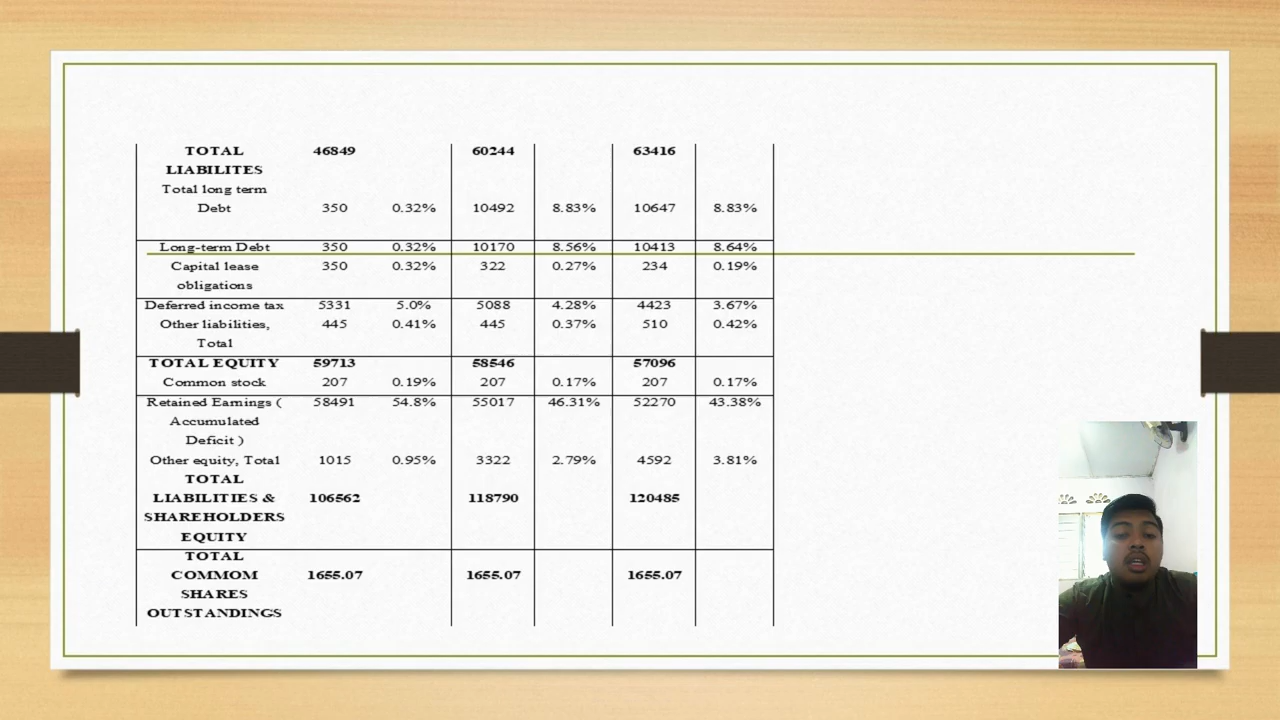 TOTAL 46849 60244 63416
LIABILITES
Total long term
Debt 350 0.32% 10492 8.83% 10647 8.83%
Long-term Debt 350 0.32% 10170 8.56% 10413 8.64%
Capital lease 350 0.32% 322 0.27% 234 0.19%
obligations
Deferred income tax 5331 5.0% 5088 4.28% 4423 3.67%
Other liabilities, 445 0.41% 445 0.37% 510 0.42%
Total
TOTAL EQUITY 59713 58546 57096
Common stock 207 0.19% 207 0.17% 207 0.17%
Retained Earnings ( 58491 54.8% 55017 46.31% 52270 43.38%
Accumulated
Deficit )
Other equity, Total 1015 0.95% 3322 2.79% 4592 3.81%
TOTAL
LIABILITIES & 106562 118790 120485
SHAREHOLDERS
EQUITY
TOTAL
COMMOM 1655.07 1655.07 1655.07
SHARES
OUTSTANDINGS